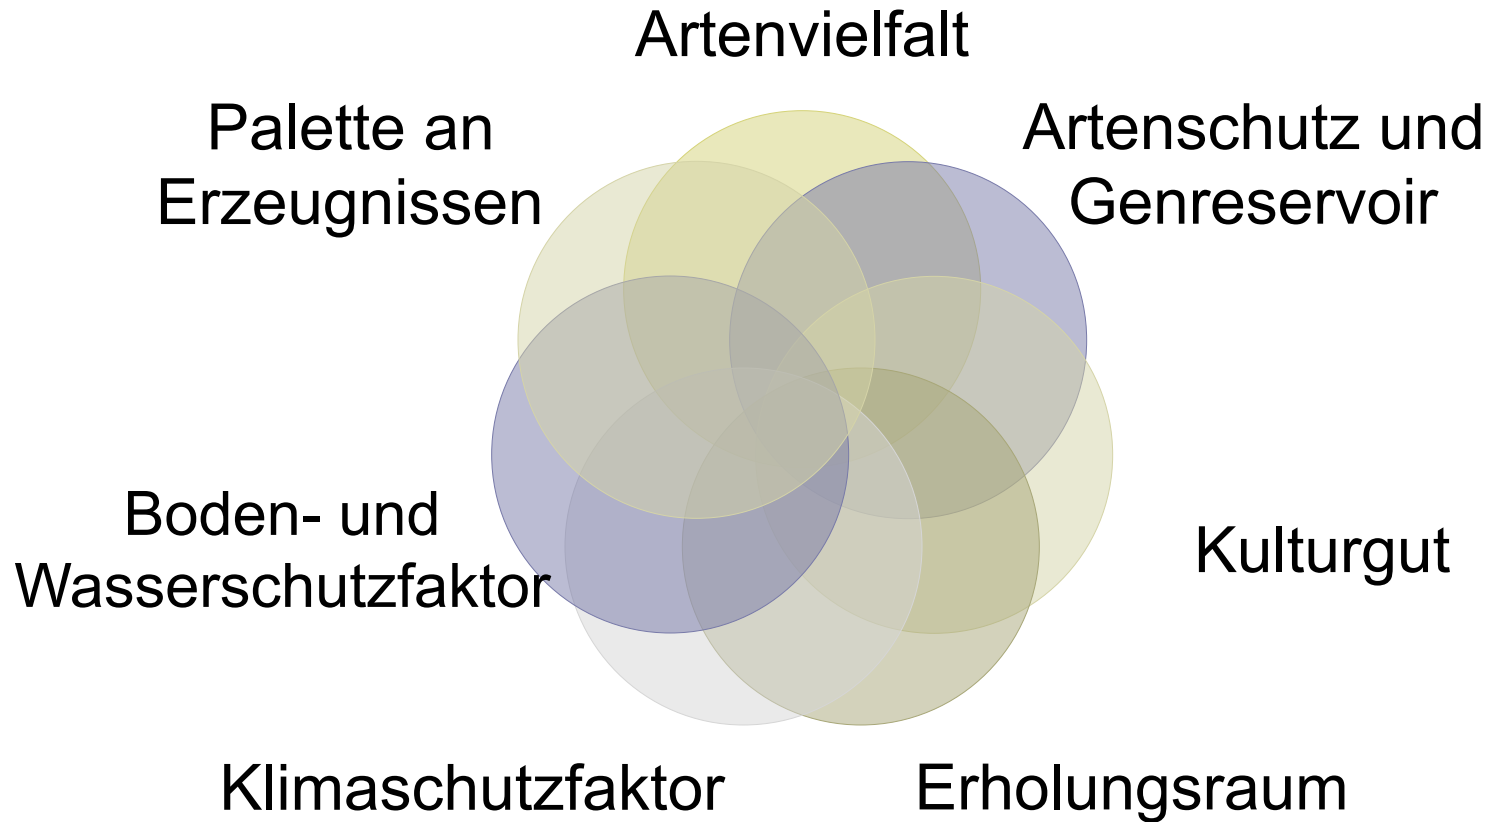 Artenvielfalt
Palette an
Erzeugnissen
Artenschutz und
Genreservoir
Boden- und
Wasserschutzfaktor
Kulturgut
Klimaschutzfaktor
Erholungsraum